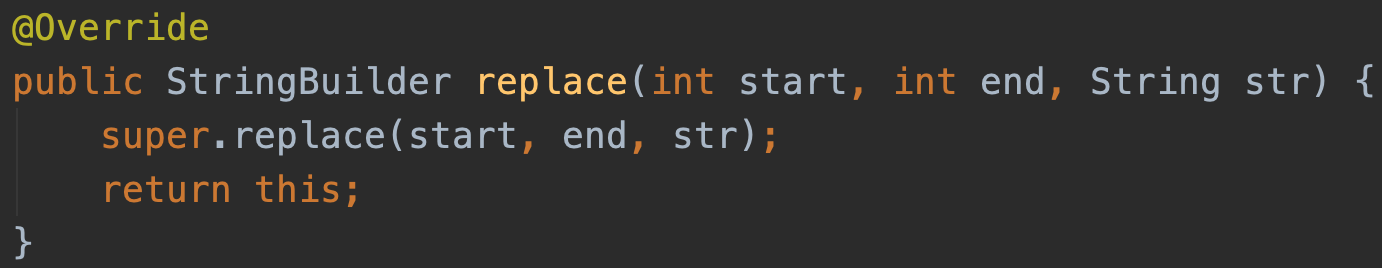 @Override
public StringBuilder replace(int start, int end, String str) {
    super.replace(start, end, str);
    return this;
}